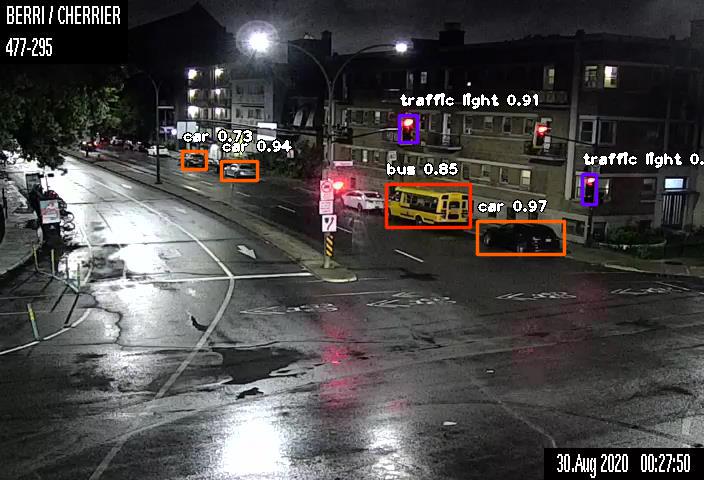 BERRI / CHERRIER
477-295
traffic light 0.91
car 0.73
car 0.94
traffic light 0.
bus 0.85
car 0.97
30.Aug 2020 00:27:50